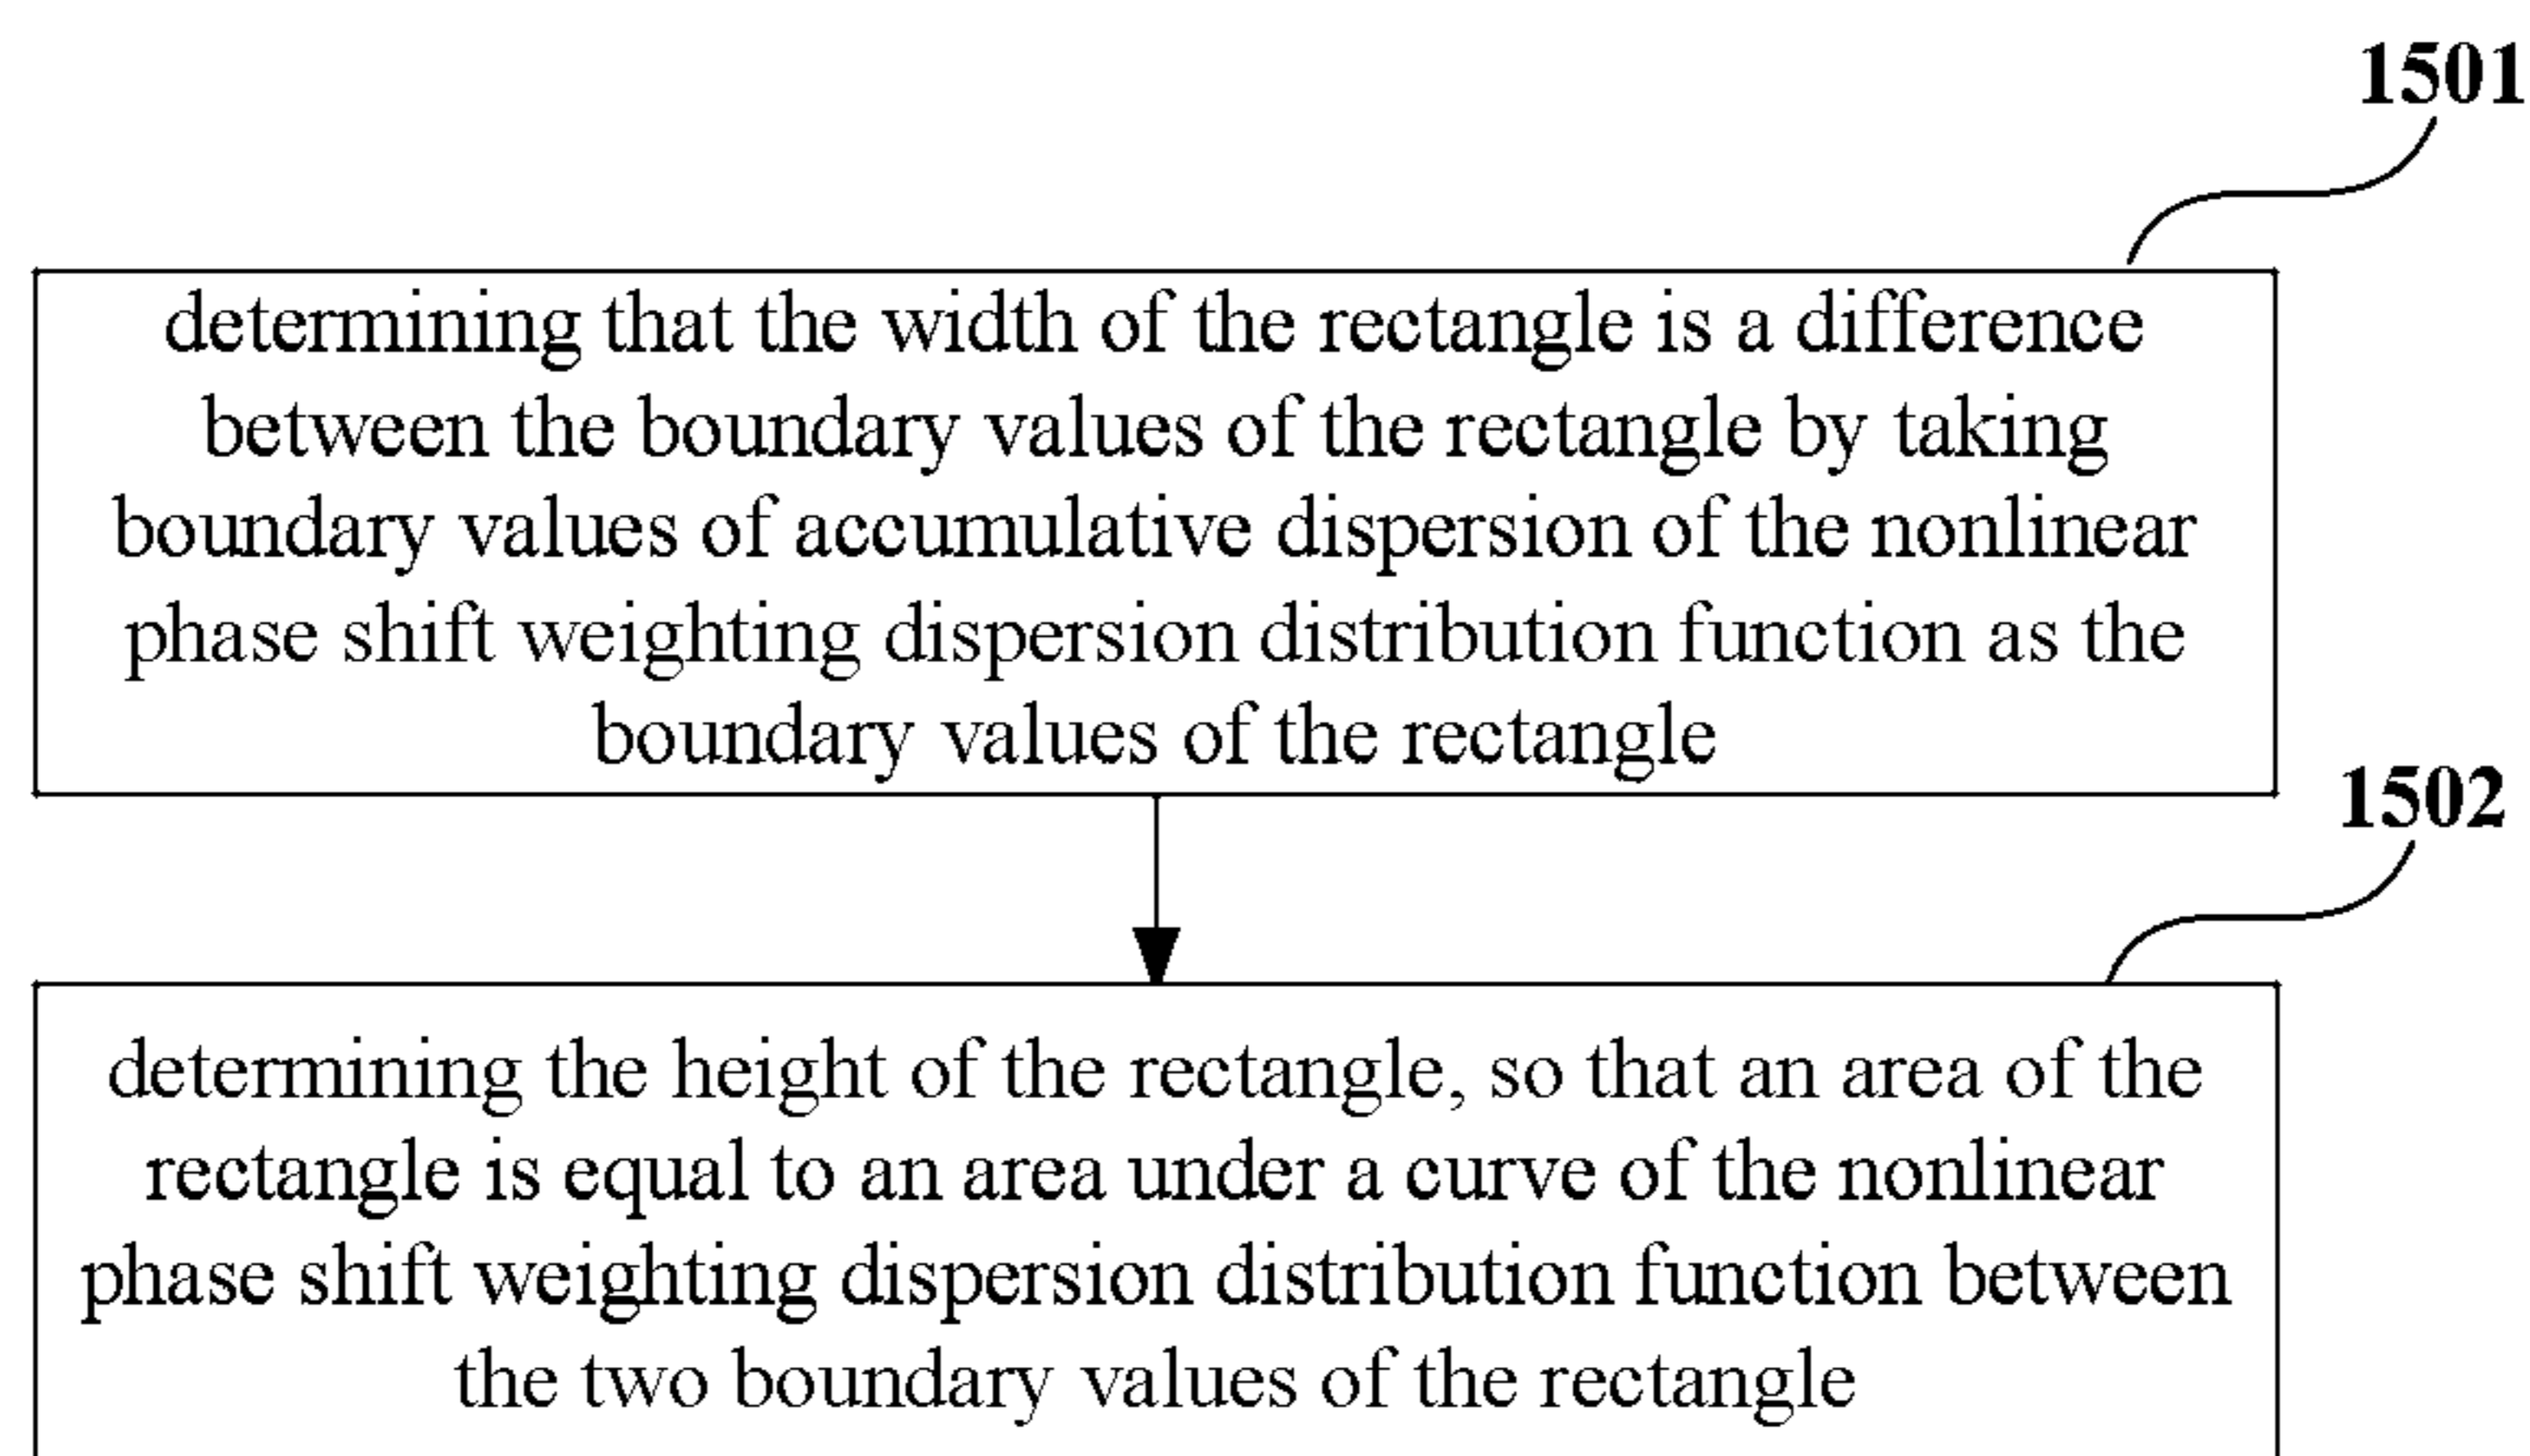 1501
determining that the width of the rectangle is a difference
between the boundary values of the rectangle by taking
boundary values of accumulative dispersion of the nonlinear
phase shift weighting dispersion distribution function as the
boundary values of the rectangle
1502
determining the height of the rectangle, so that an area of the
rectangle is equal to an area under a curve of the nonlinear
phase shift weighting dispersion distribution function between
the two boundary values of the rectangle